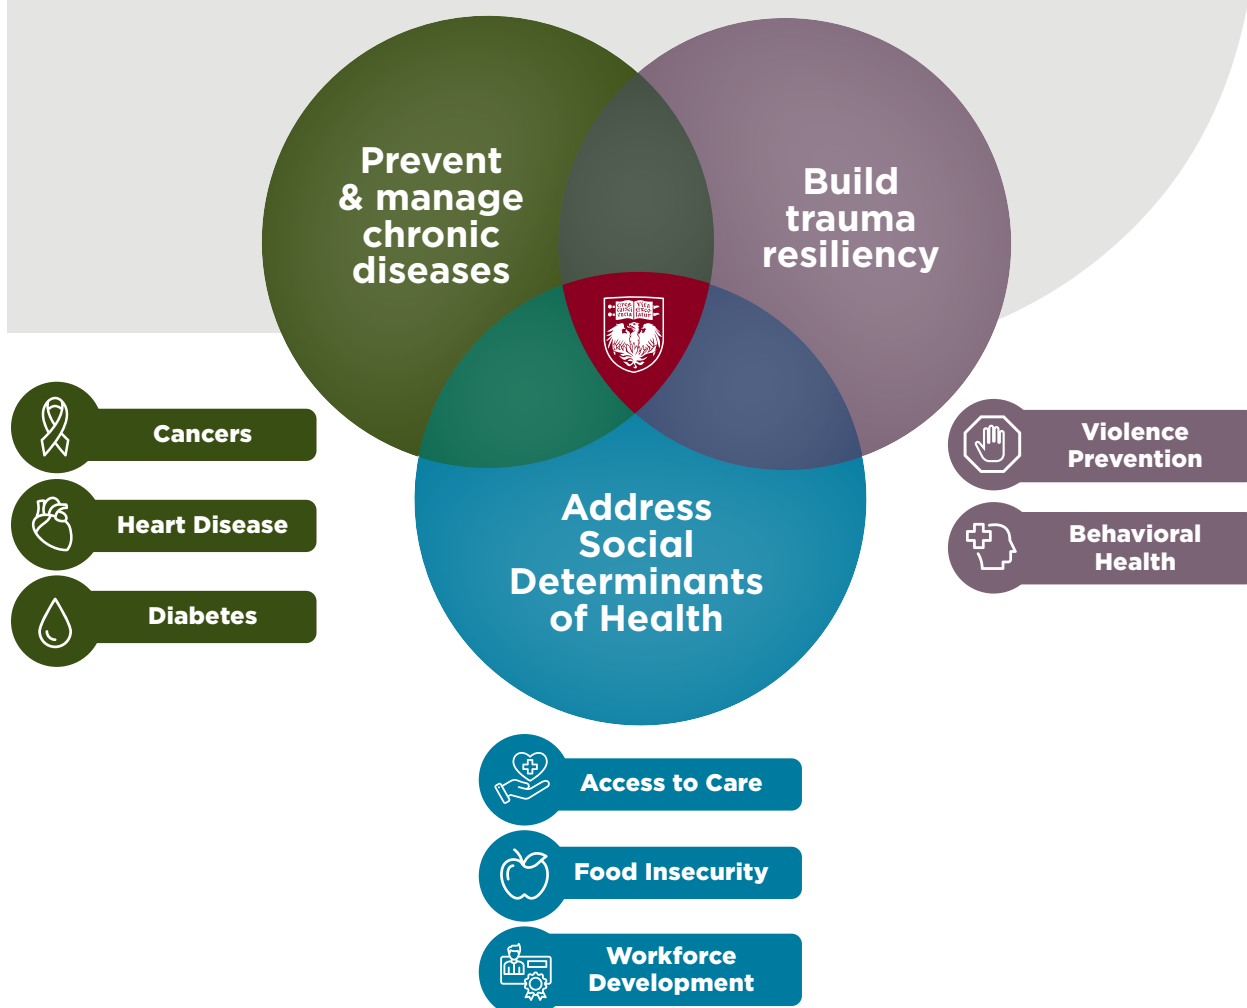 Prevent
& manage
chronic
diseases
Build
trauma
resiliency
Address
Social
Determinants
of Health
Cancers
Heart Disease
Diabetes
Violence
Prevention
Behavioral
Health
Access to Care
Food Insecurity
Workforce
Development